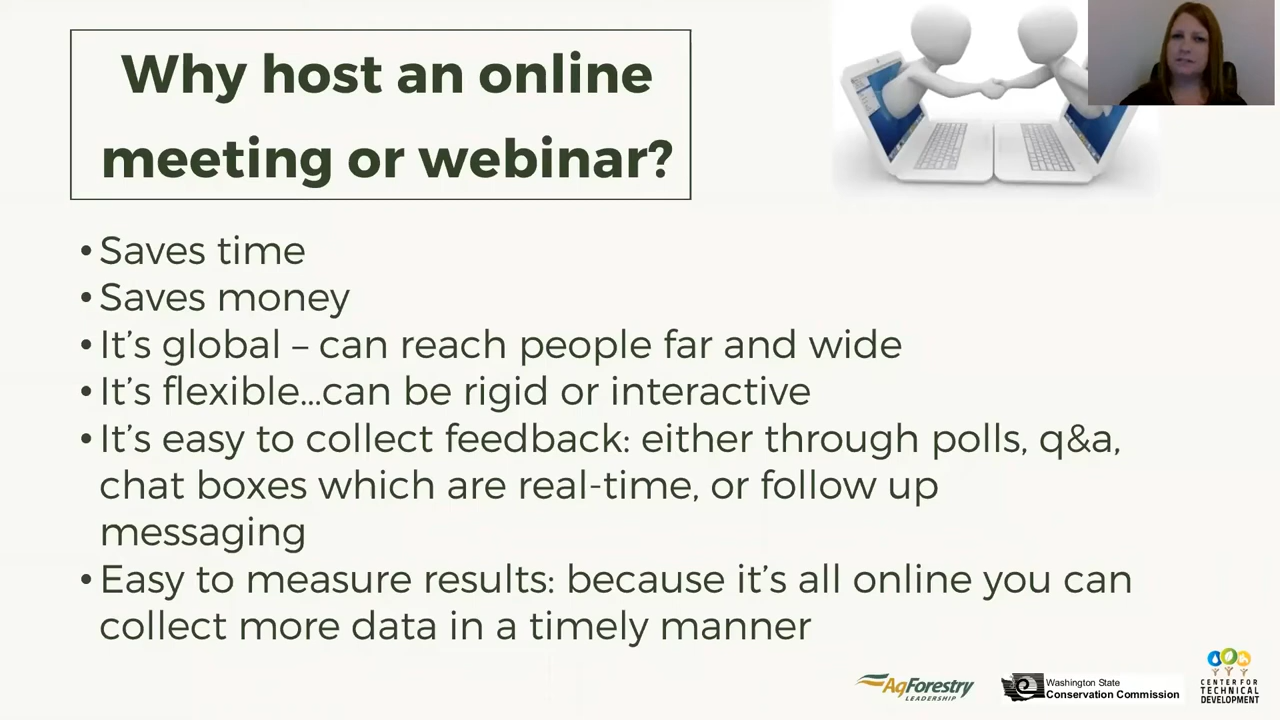 Why host an online
meeting or webinar?
• Saves time
• Saves money
• It’s global – can reach people far and wide
• It’s flexible...can be rigid or interactive
• It’s easy to collect feedback: either through polls, q&a,
chat boxes which are real-time, or follow up
messaging
• Easy to measure results: because it’s all online you can
collect more data in a timely manner
AgForestry
LEADERSHIP
Washington State
Conservation Commission
CENTER FOR
TECHNICAL
DEVELOPMENT